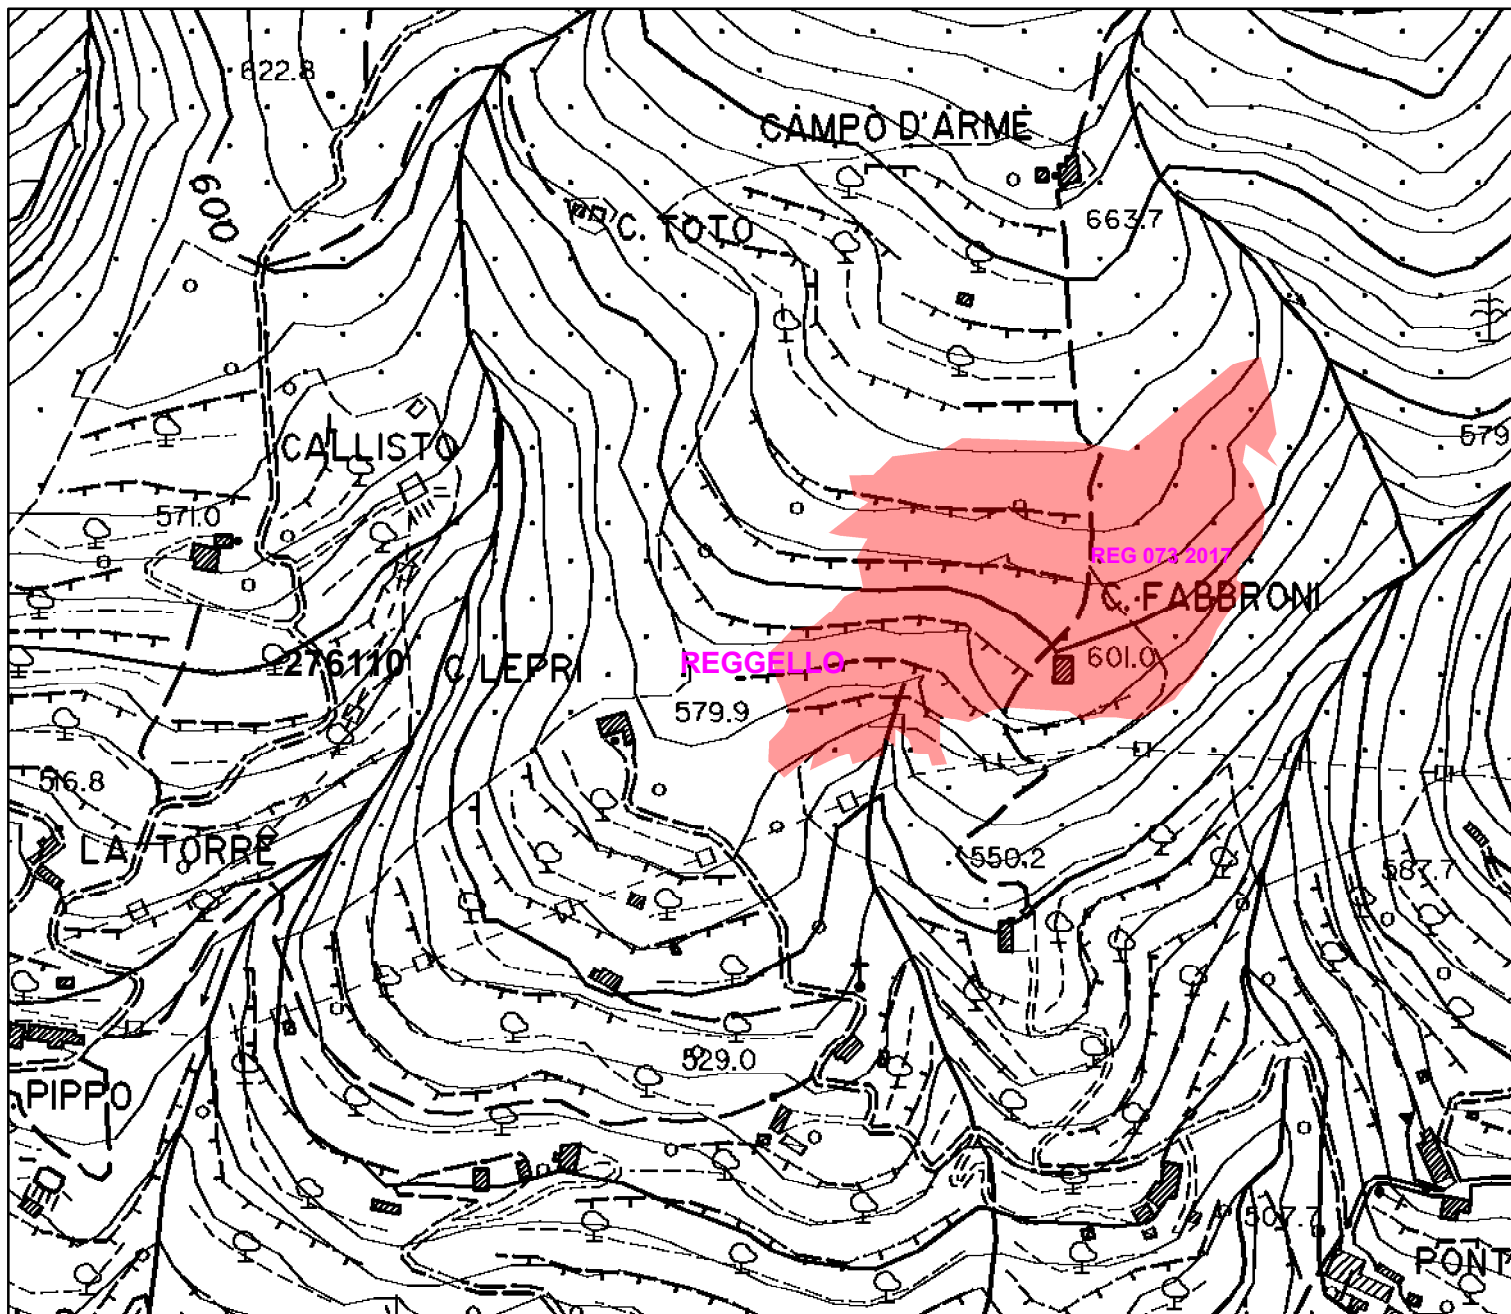 622.8
CAMPO D'ARME
600
663.7
C. TOTO
CALLISTO
579
571.0
REG 073 2017
C. FABBRONI
276110
C. LEPRI
REGGELLO
601.0
579.9
516.8
LA TORRE
550.2
587.7
529.0
PIPPO
507.7
PONT